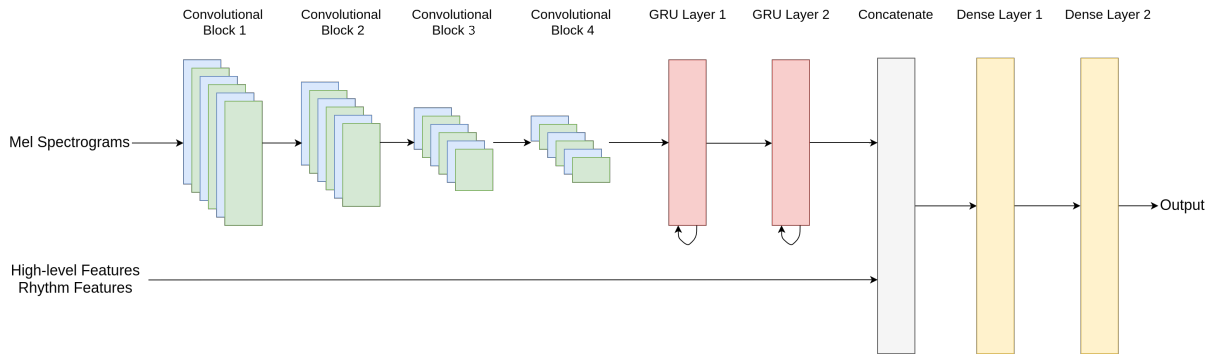 Convolutional
Block 1
Convolutional
Block 2
Convolutional
Block 3
Convolutional
Block 4
GRU Layer 1
GRU Layer 2
Concatenate
Dense Layer 1
Dense Layer 2
Mel Spectrograms
Output
High-level Features
Rhythm Features